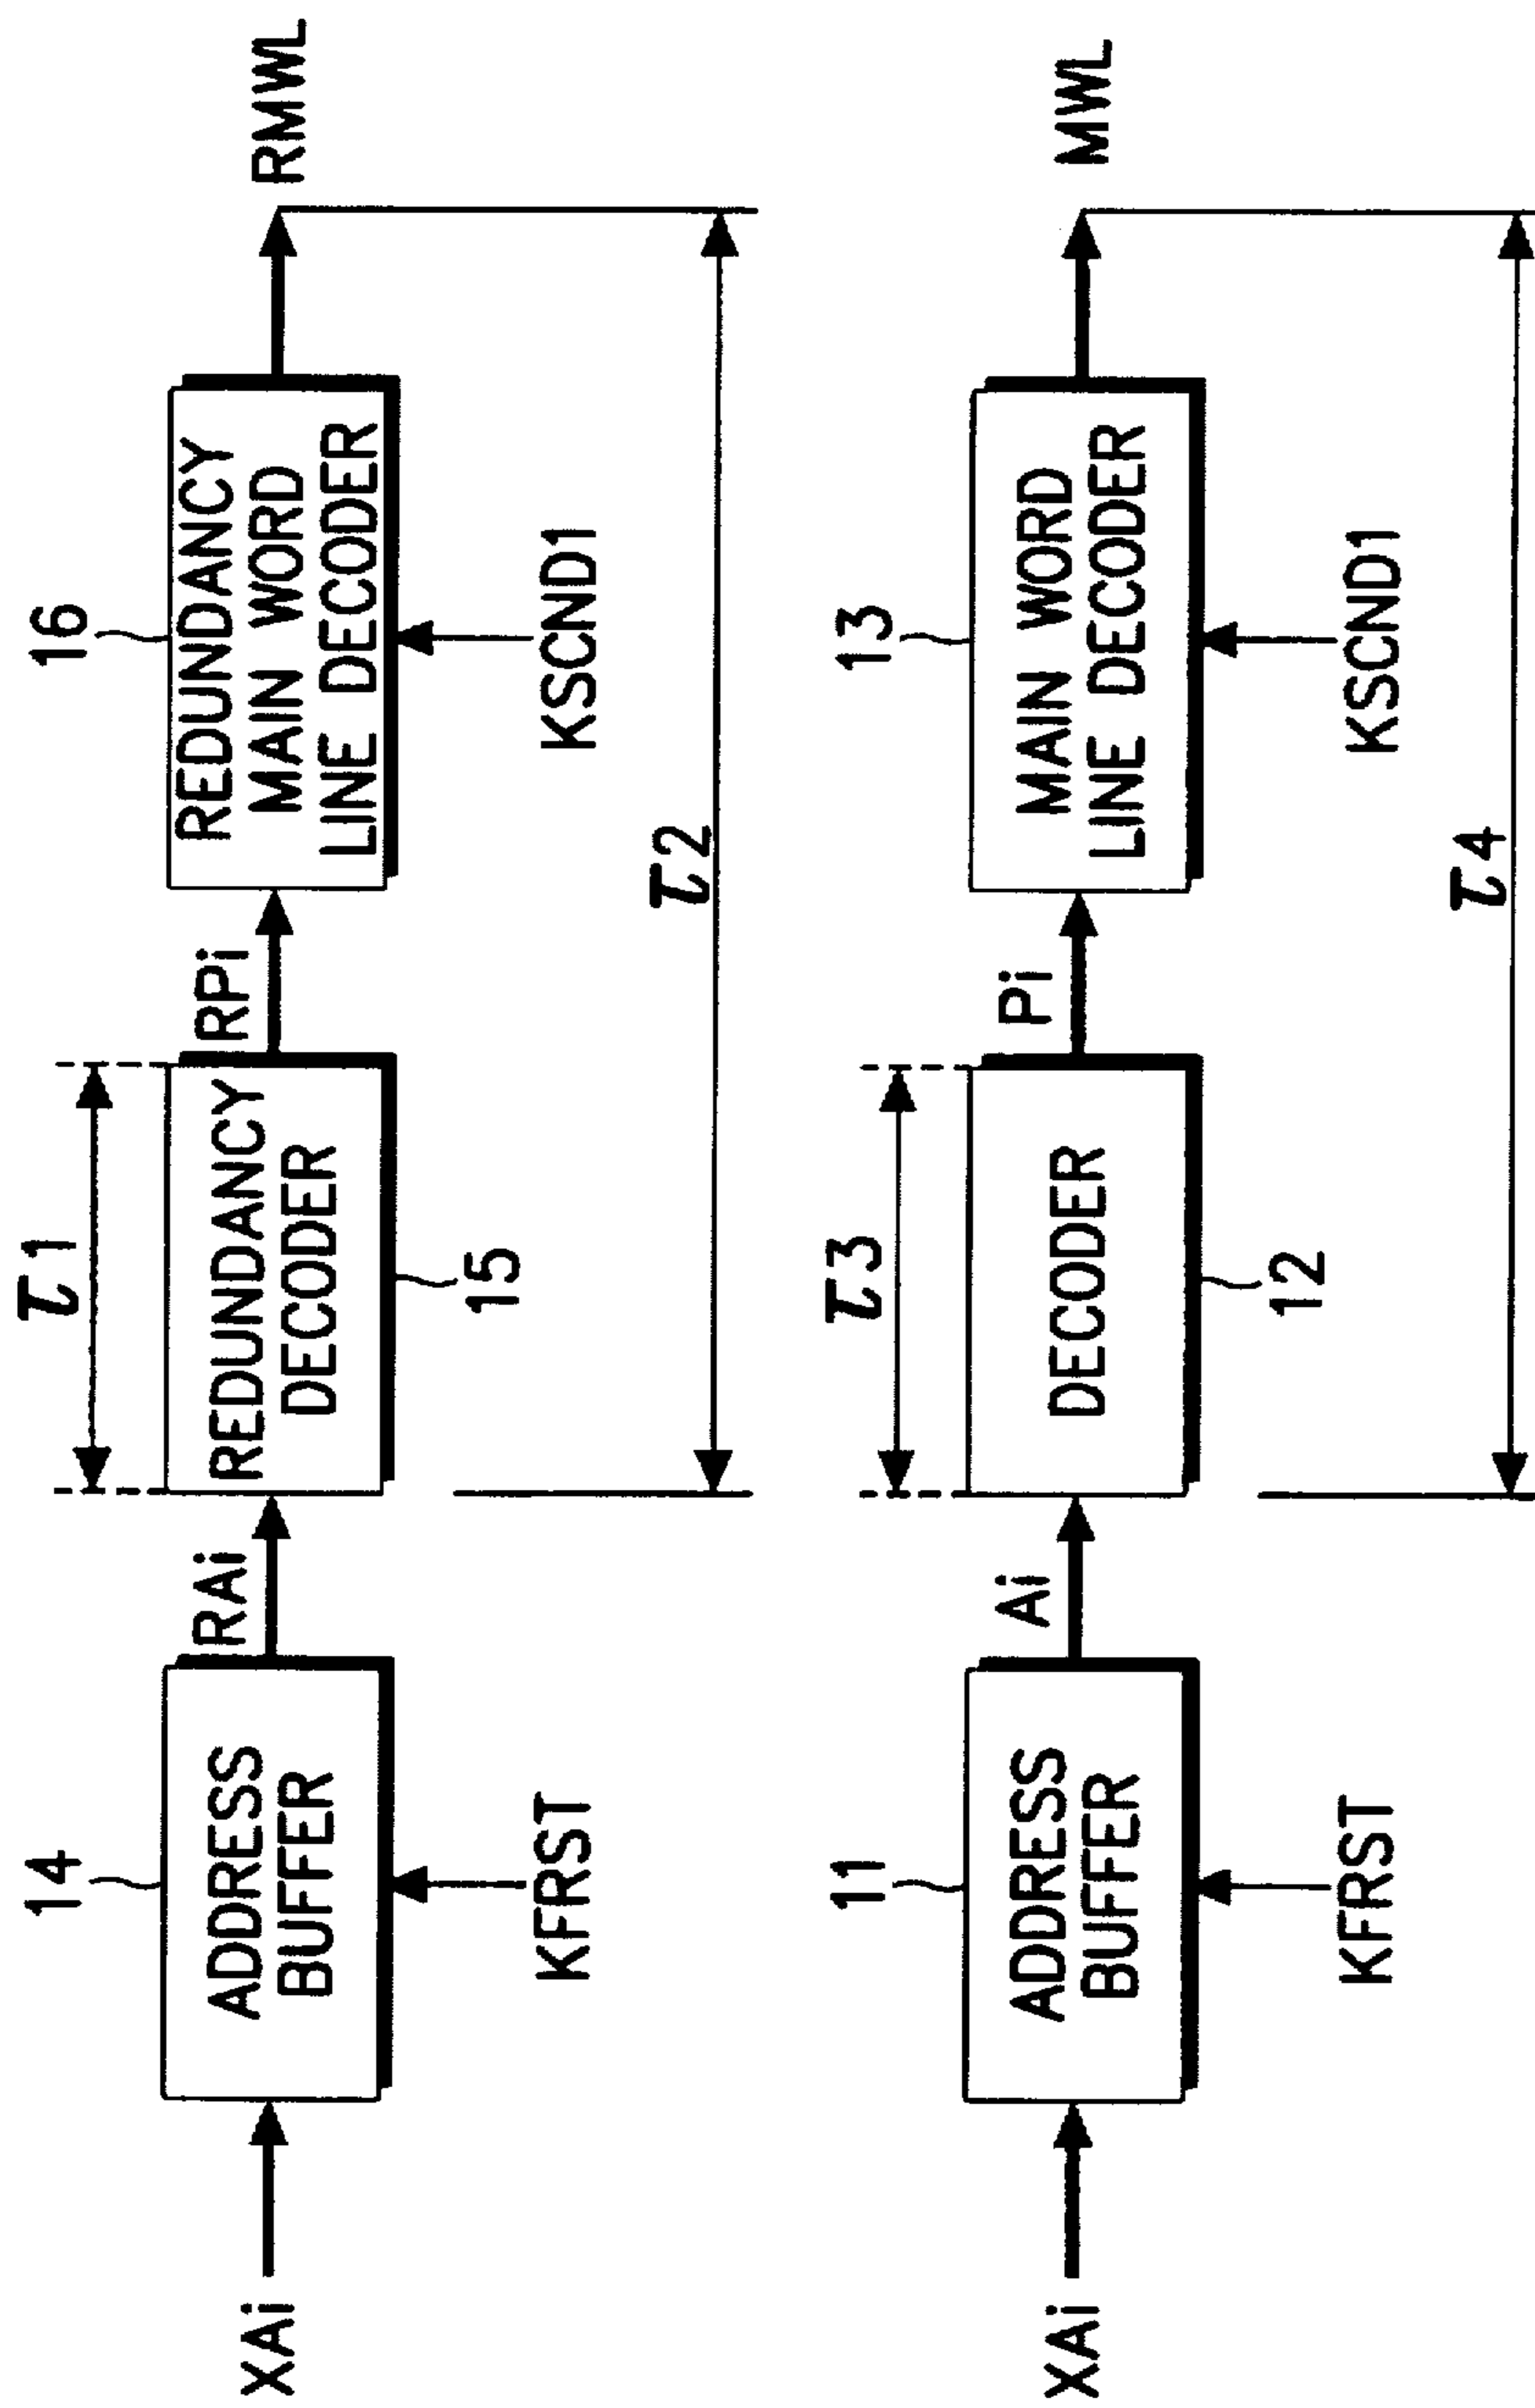 14
τ1
16
XAi
ADDRESS
BUFFER
RAi
REDUNDANCY
DECODER
RPi
REDUNDANCY
MAIN WORD
LINE DECODER
RMWL
KFRST
15
KSCND1
τ2
11
τ3
13
XAi
ADDRESS
BUFFER
Ai
DECODER
Pi
MAIN WORD
LINE DECODER
MWL
KFRST
12
KSCND1
τ4